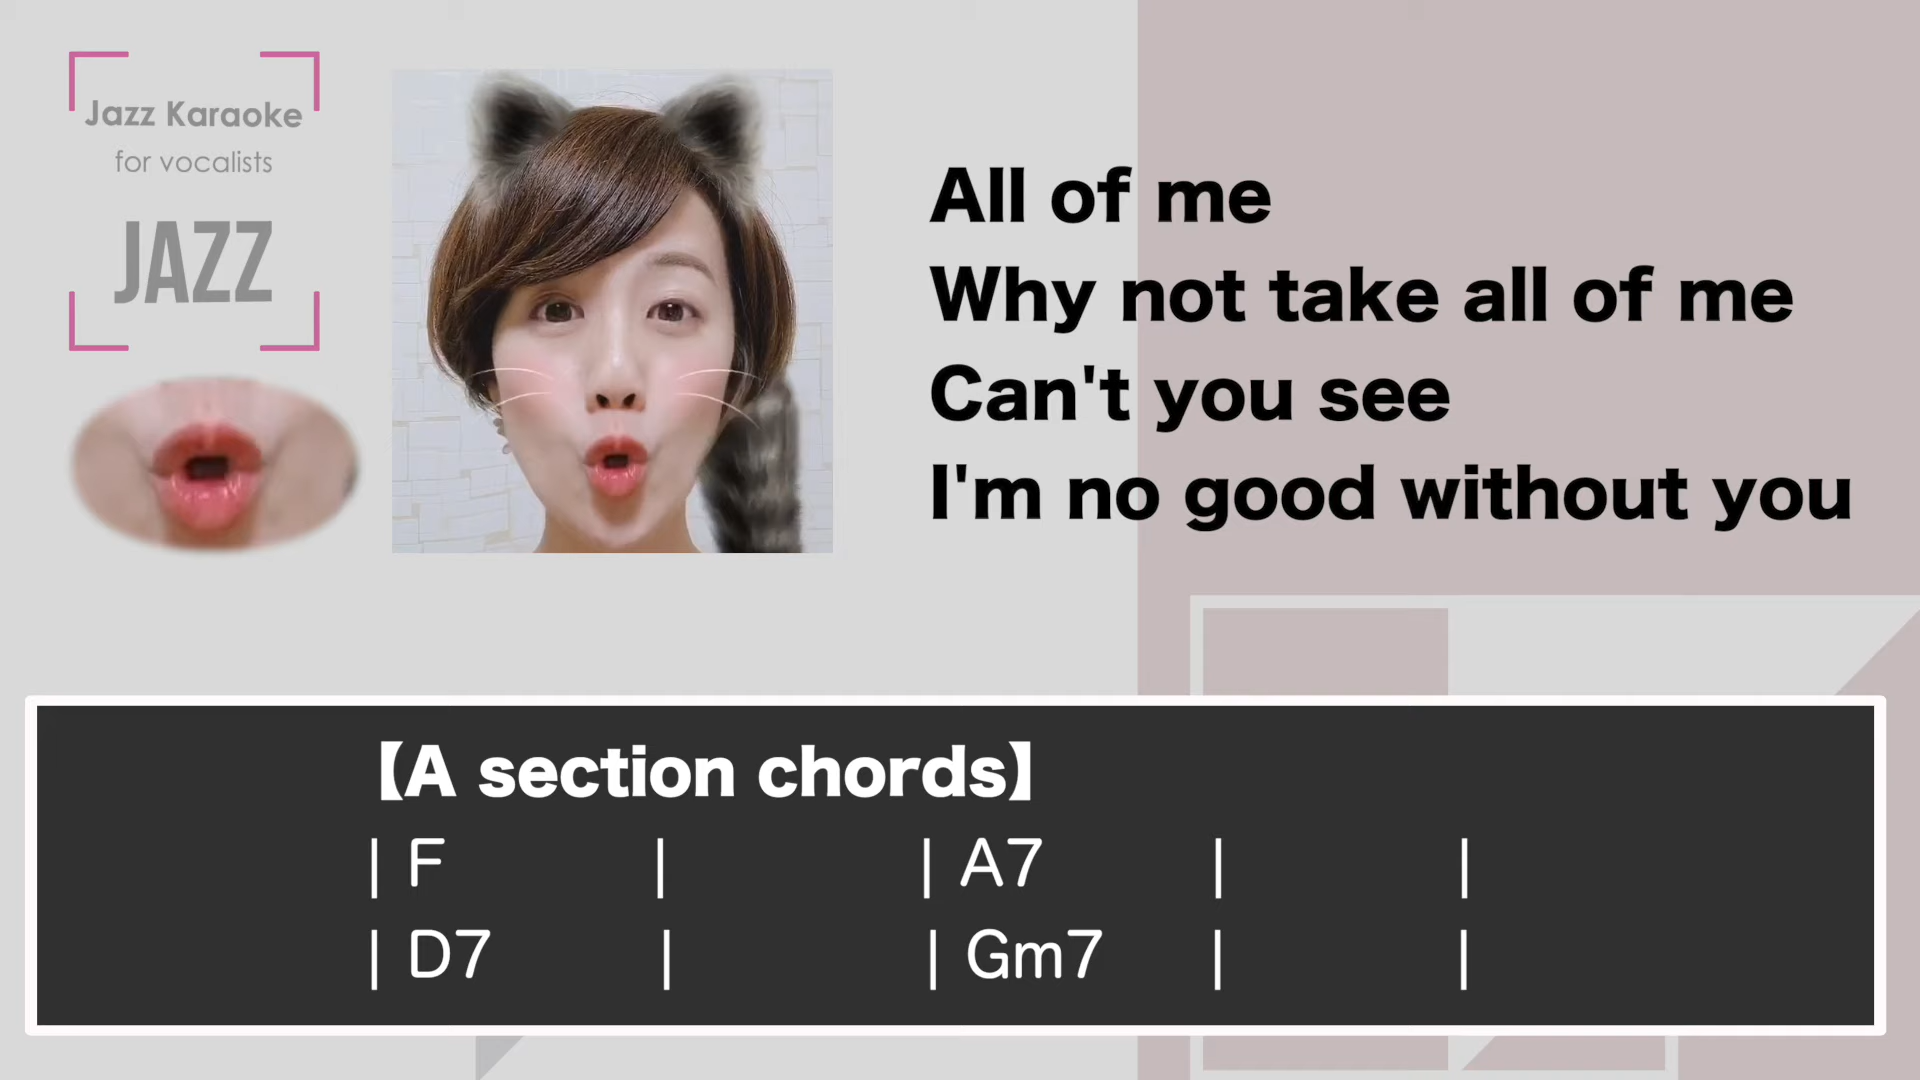 Jazz Karaoke
for vocalists
JAZZ
All of me
Why not take all of me
Can't you see
I'm no good without you
【A section chords】
| F | | A7 | |
| D7 | | Gm7 | |